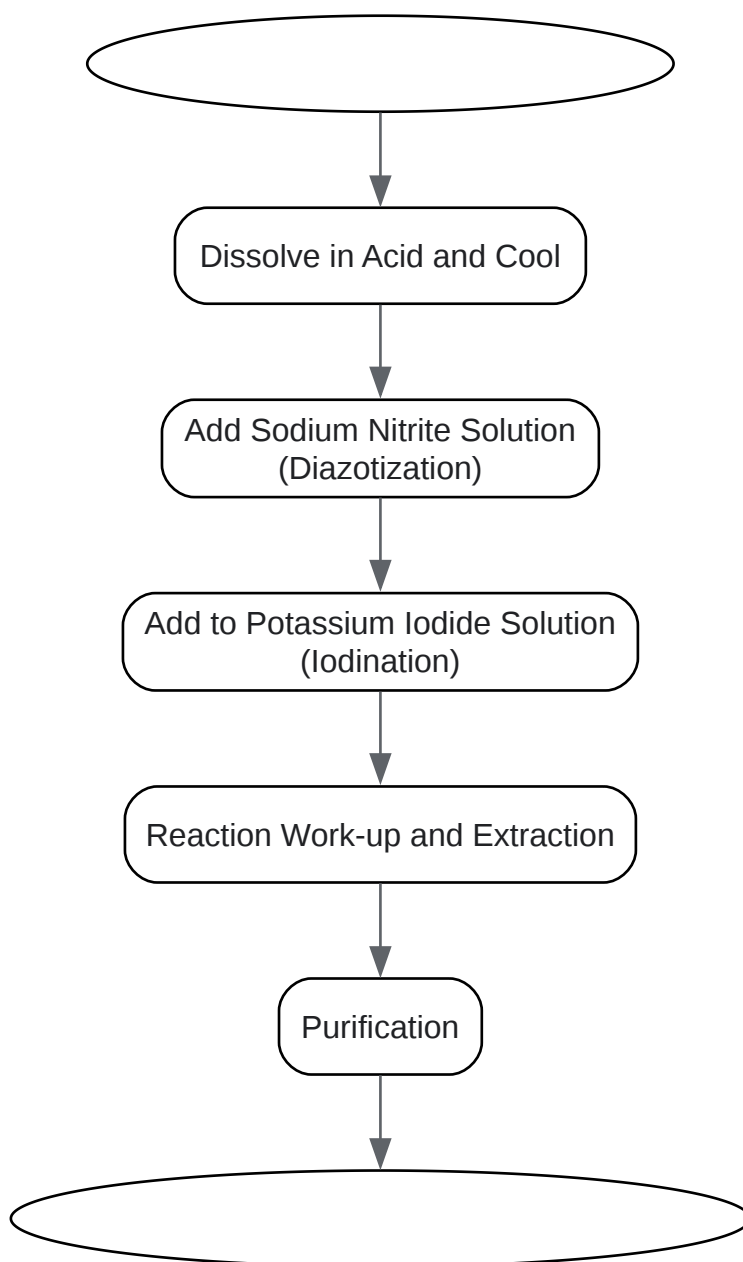 Dissolve in Acid and Cool
Add Sodium Nitrite Solution
(Diazotization)
Add to Potassium Iodide Solution
(Iodination)
Reaction Work-up and Extraction
Purification